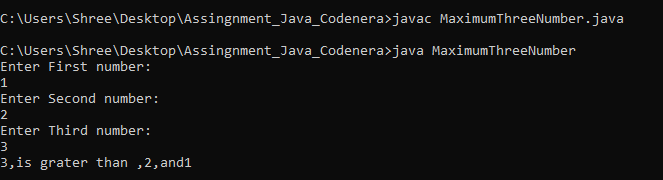 C:\Users\Shree\Desktop\Assingnment_Java_Codenera>javac MaximumThreeNumber.java
C:\Users\Shree\Desktop\Assingnment_Java_Codenera>java MaximumThreeNumber
Enter First number:
1
Enter Second number:
2
Enter Third number:
3
3,is grater than ,2,and1